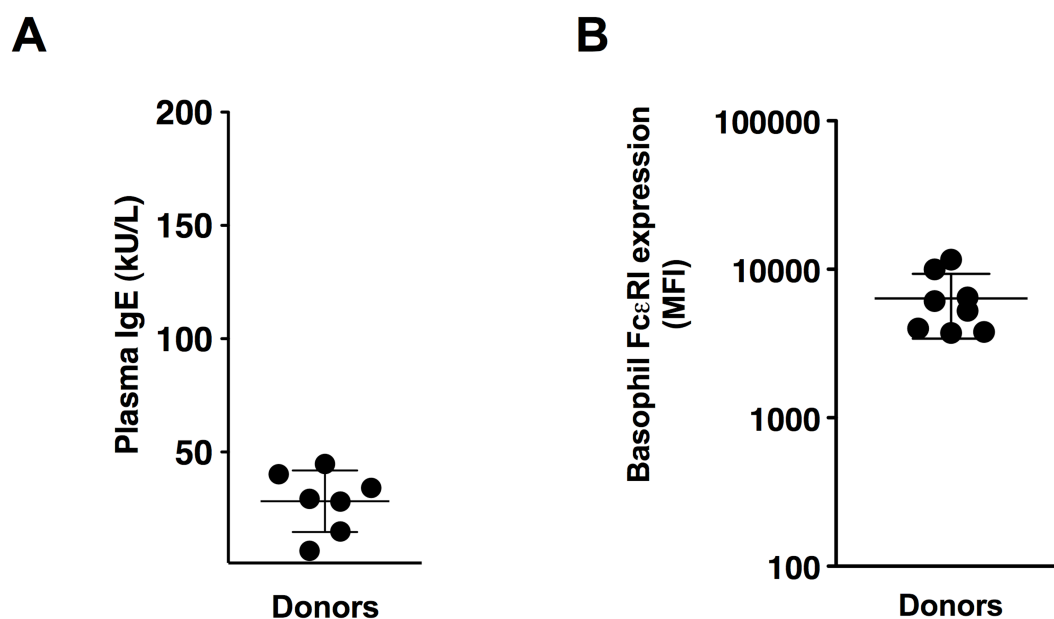 A
200
150
100
50
Plasma IgE (kU/L)
Donors
B
100000
10000
1000
100
Basophil FcεRI expression
(MFI)
Donors